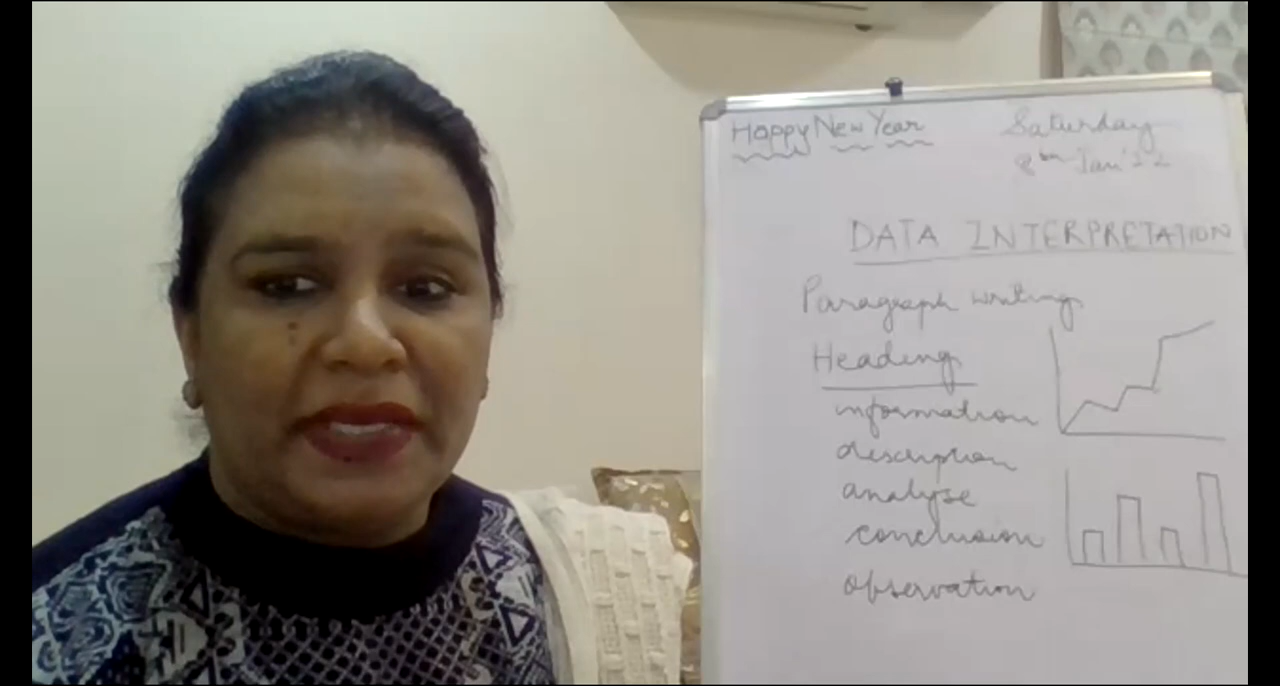 Happy New Year
Saturday
8th Jan'22
DATA INTERPRETATION
Paragraph writing
Heading
information
description
analyse
conclusion
observation